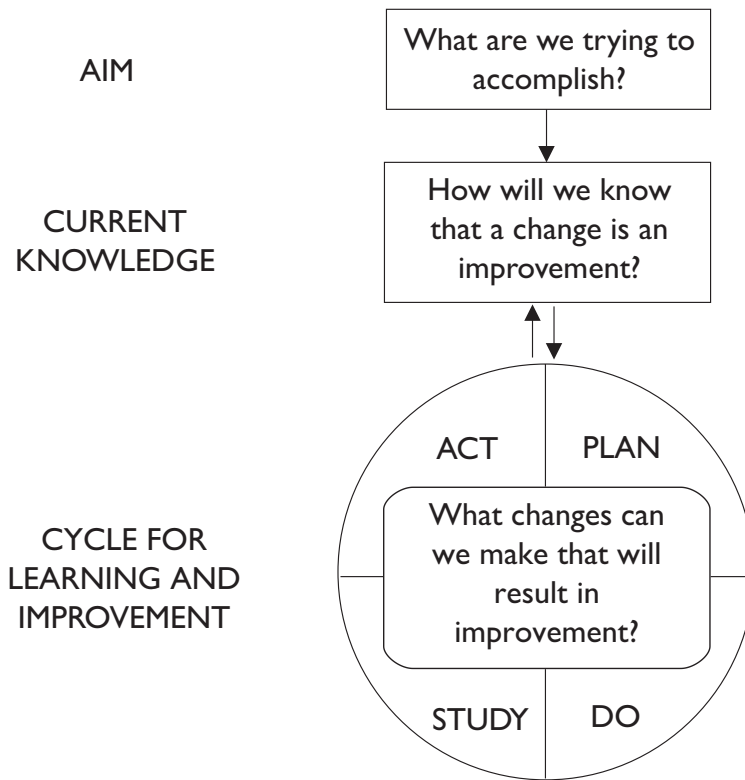 AIM
What are we trying to
accomplish?
CURRENT
KNOWLEDGE
How will we know
that a change is an
improvement?
CYCLE FOR
LEARNING AND
IMPROVEMENT
ACT
PLAN
What changes can
we make that will
result in
improvement?
STUDY
DO